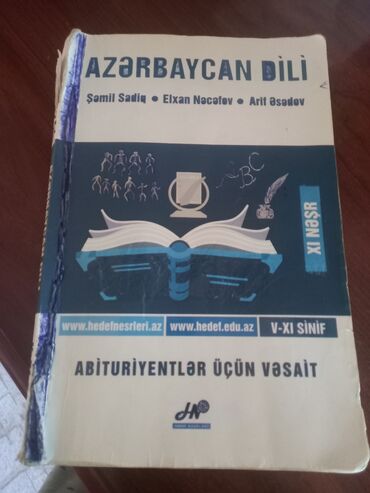 AZƏRBAYCAN DİLİ
Şəmil Sadiq • Elxan Nəcəfov • Arif Əsədov
ABC
XI NƏŞR
www.hedefnesrleri.az
www.hedef.edu.az
V-XI SİNİF
ABİTURİYENTLƏR ÜÇÜN VƏSAİT
HN